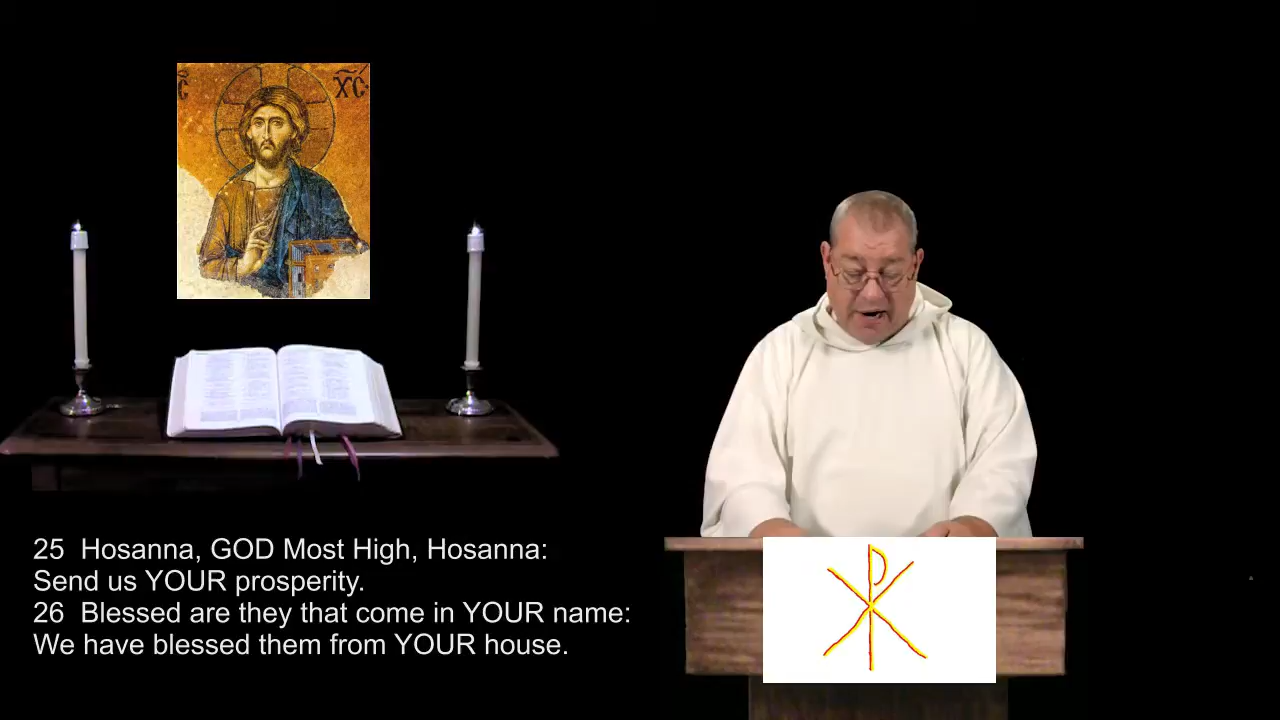 C
XC
25 Hosanna, GOD Most High, Hosanna:
Send us YOUR prosperity.
26 Blessed are they that come in YOUR name:
We have blessed them from YOUR house.